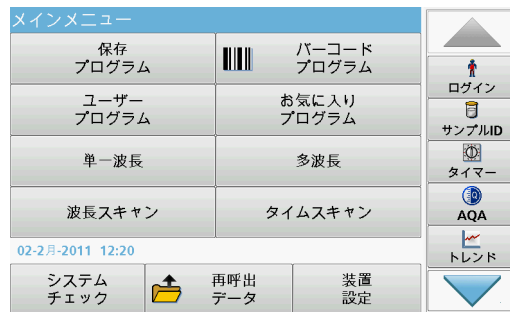 メインメニュー
保存
プログラム
バーコード
プログラム
ユーザー
プログラム
お気に入り
プログラム
単一波長
多波長
波長スキャン
タイムスキャン
02-2月-2011 12:20
システム
チェック
再呼出
データ
装置
設定
ログイン
サンプルID
タイマー
AQA
トレンド